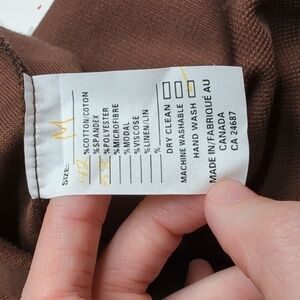 SIZE: M
%COTTON/COTON
%SPANDEX
%POLYESTER
%MICROFIBRE
%MODAL
%VISCOSE
%LINEN/LIN
%
DRY CLEAN
MACHINE WASHABLE
HAND WASH
MADE IN/FABRIQUÉ AU
CANADA
CA 24687